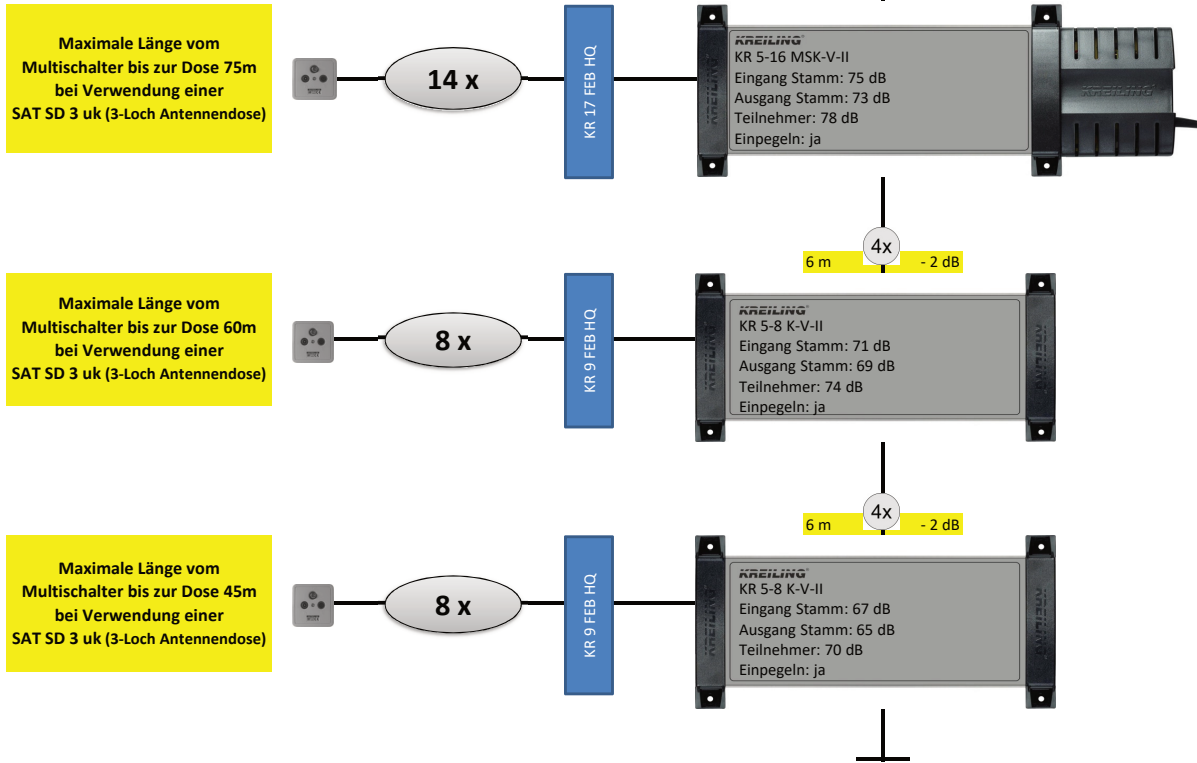 Maximale Länge vom
Multischalter bis zur Dose 75m
bei Verwendung einer
SAT SD 3 uk (3-Loch Antennendose)
14 x
KR 17 FEB HQ
KREILING
KREILING
KR 5-16 MSK-V-II
Eingang Stamm: 75 dB
Ausgang Stamm: 73 dB
Teilnehmer: 78 dB
Einpegeln: ja
KREILING
4x
6 m - 2 dB
Maximale Länge vom
Multischalter bis zur Dose 60m
bei Verwendung einer
SAT SD 3 uk (3-Loch Antennendose)
8 x
KR 9 FEB HQ
KREILING
KREILING
KR 5-8 K-V-II
Eingang Stamm: 71 dB
Ausgang Stamm: 69 dB
Teilnehmer: 74 dB
Einpegeln: ja
KREILING
4x
6 m - 2 dB
Maximale Länge vom
Multischalter bis zur Dose 45m
bei Verwendung einer
SAT SD 3 uk (3-Loch Antennendose)
8 x
KR 9 FEB HQ
KREILING
KREILING
KR 5-8 K-V-II
Eingang Stamm: 67 dB
Ausgang Stamm: 65 dB
Teilnehmer: 70 dB
Einpegeln: ja
KREILING